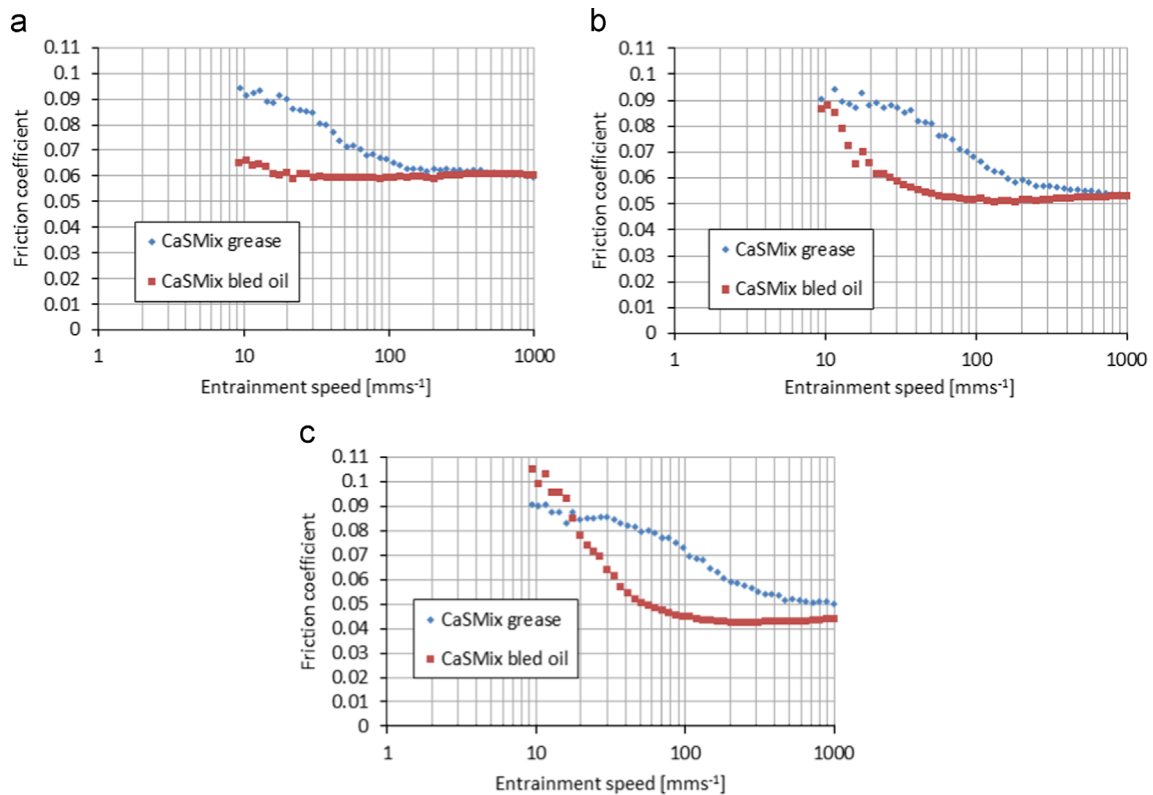 a
0.11
0.1
0.09
0.08
0.07
0.06
0.05
0.04
0.03
0.02
0.01
0
Friction coefficient
CaSMix grease
CaSMix bled oil
1 10 100 1000
Entrainment speed [mms⁻¹]
b
0.11
0.1
0.09
0.08
0.07
0.06
0.05
0.04
0.03
0.02
0.01
0
Friction coefficient
CaSMix grease
CaSMix bled oil
1 10 100 1000
Entrainment speed [mms⁻¹]
c
0.11
0.1
0.09
0.08
0.07
0.06
0.05
0.04
0.03
0.02
0.01
0
Friction coefficient
CaSMix grease
CaSMix bled oil
1 10 100 1000
Entrainment speed [mms⁻¹]